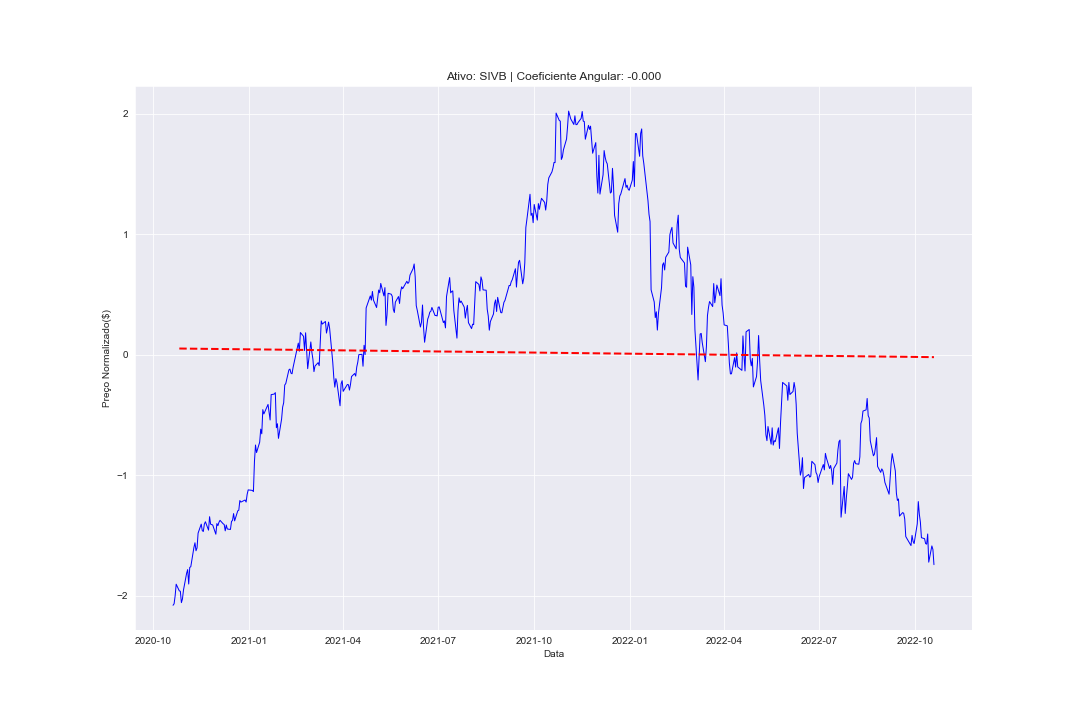 Ativo: SIVB | Coeficiente Angular: -0.000
Preço Normalizado($)
2
1
0
−1
−2
2020-10 2021-01 2021-04 2021-07 2021-10 2022-01 2022-04 2022-07 2022-10
Data